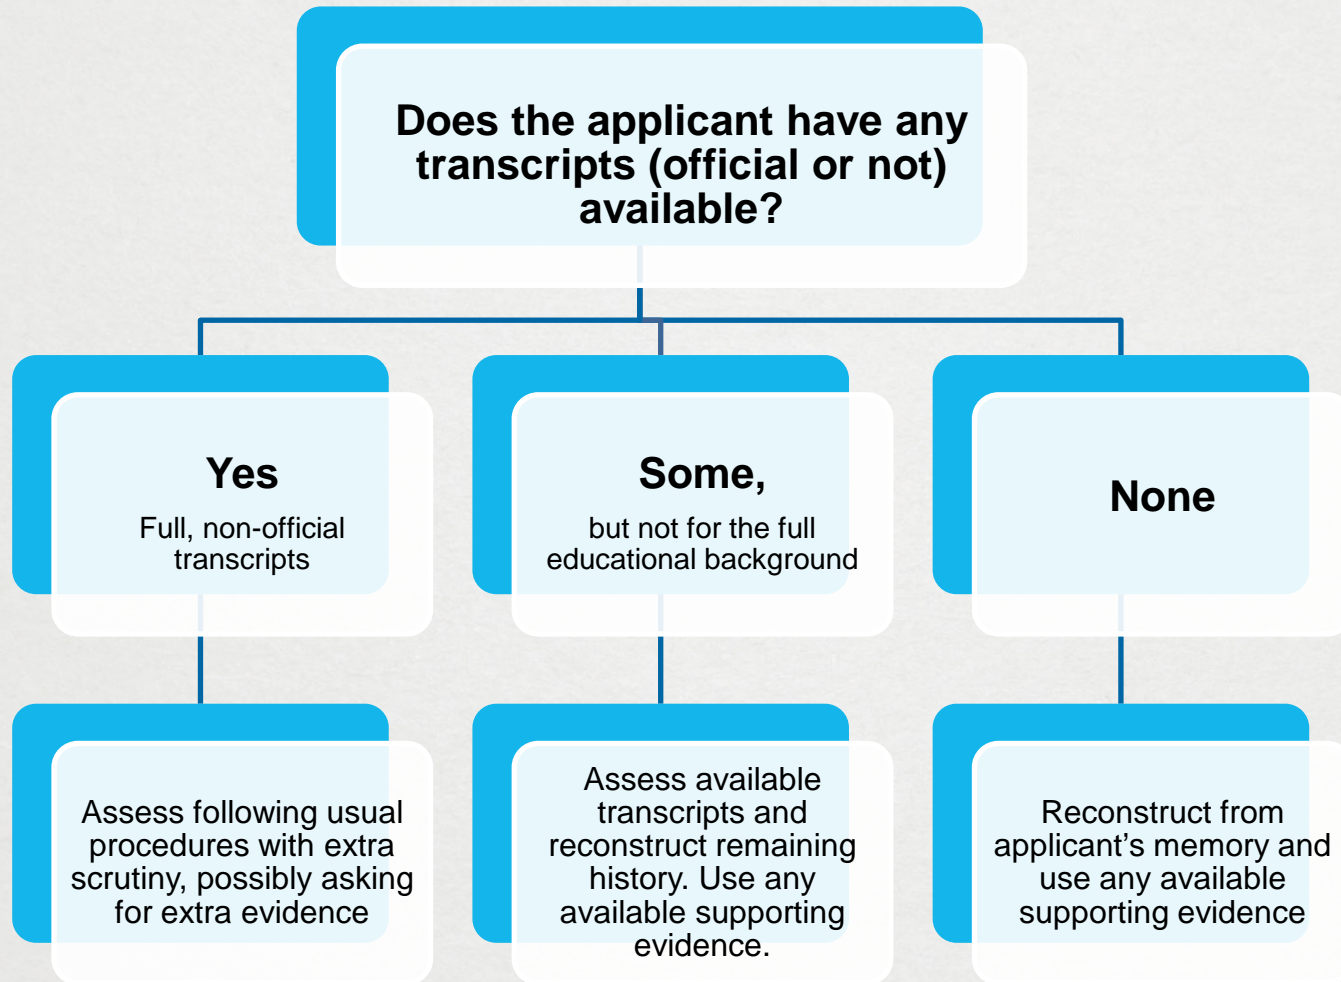 Does the applicant have any
transcripts (official or not)
available?
Yes
Full, non-official
transcripts
Some,
but not for the full
educational background
None
Assess following usual
procedures with extra
scrutiny, possibly asking
for extra evidence
Assess available
transcripts and
reconstruct remaining
history. Use any
available supporting
evidence.
Reconstruct from
applicant’s memory and
use any available
supporting evidence